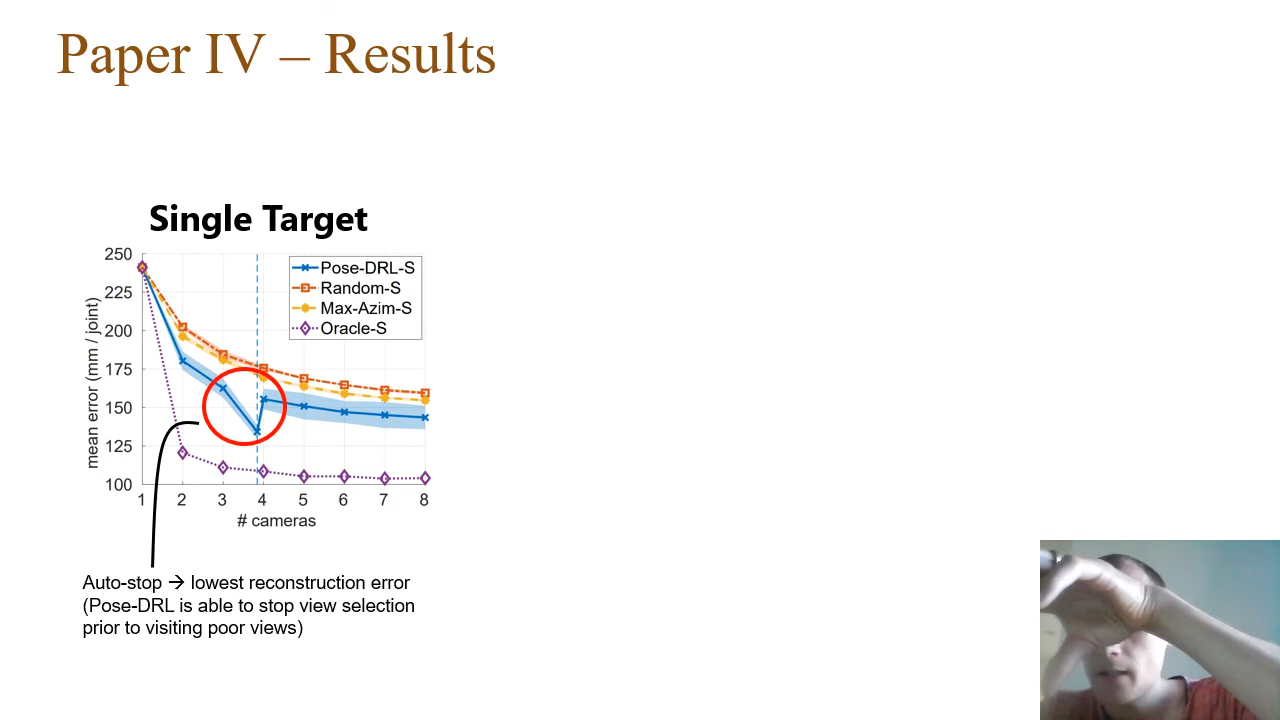 Paper IV – Results
Single Target
250
225
200
175
150
125
100
mean error (mm / joint)
Pose-DRL-S
Random-S
Max-Azim-S
Oracle-S
1 2 3 4 5 6 7 8
# cameras
Auto-stop → lowest reconstruction error
(Pose-DRL is able to stop view selection
prior to visiting poor views)